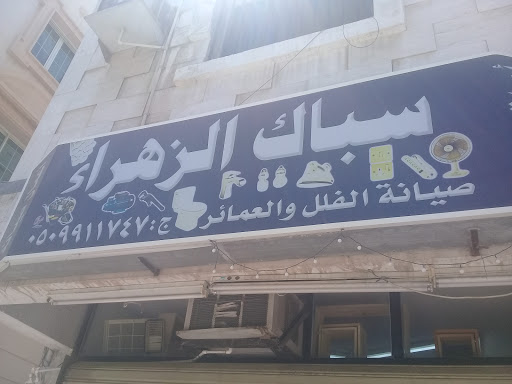 سباك الزهراء
صيانة الفلل والعمائر
ج: ٠٥٠٩٩١١٧٤٧